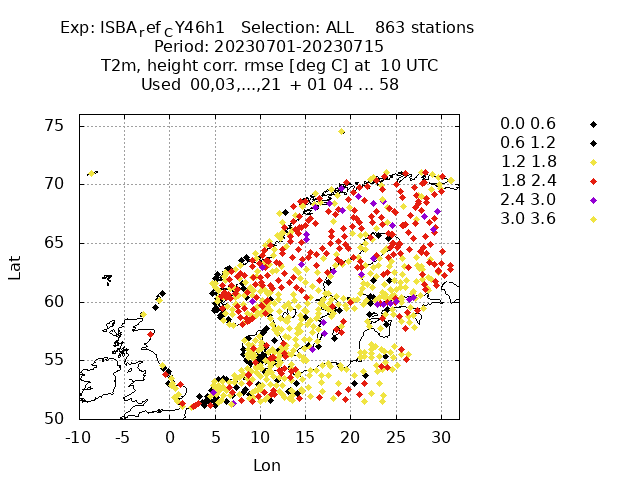 Exp: ISBA_ref_CY46h1 Selection: ALL 863 stations
Period: 20230701-20230715
T2m, height corr. rmse [deg C] at 10 UTC
Used 00,03,...,21 + 01 04 ... 58
75
70
65
60
55
50
Lat
-10 -5 0 5 10 15 20 25 30
Lon
0.0 0.6
0.6 1.2
1.2 1.8
1.8 2.4
2.4 3.0
3.0 3.6